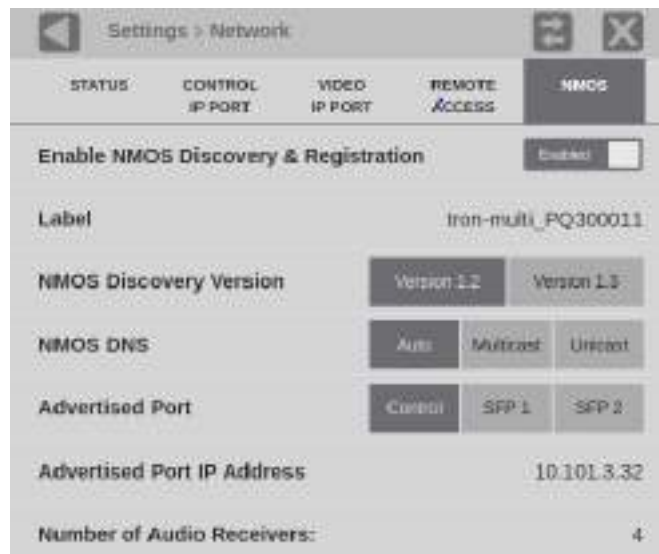 Settings > Network
STATUS
CONTROL IP PORT
VIDEO IP PORT
REMOTE ACCESS
NMOS
Enable NMOS Discovery & Registration
Enabled
Label
tron-multi_PQ300011
NMOS Discovery Version
Version 1.2
Version 1.3
NMOS DNS
Auto
Multicast
Unicast
Advertised Port
Control
SFP 1
SFP 2
Advertised Port IP Address
10.101.3.32
Number of Audio Receivers:
4